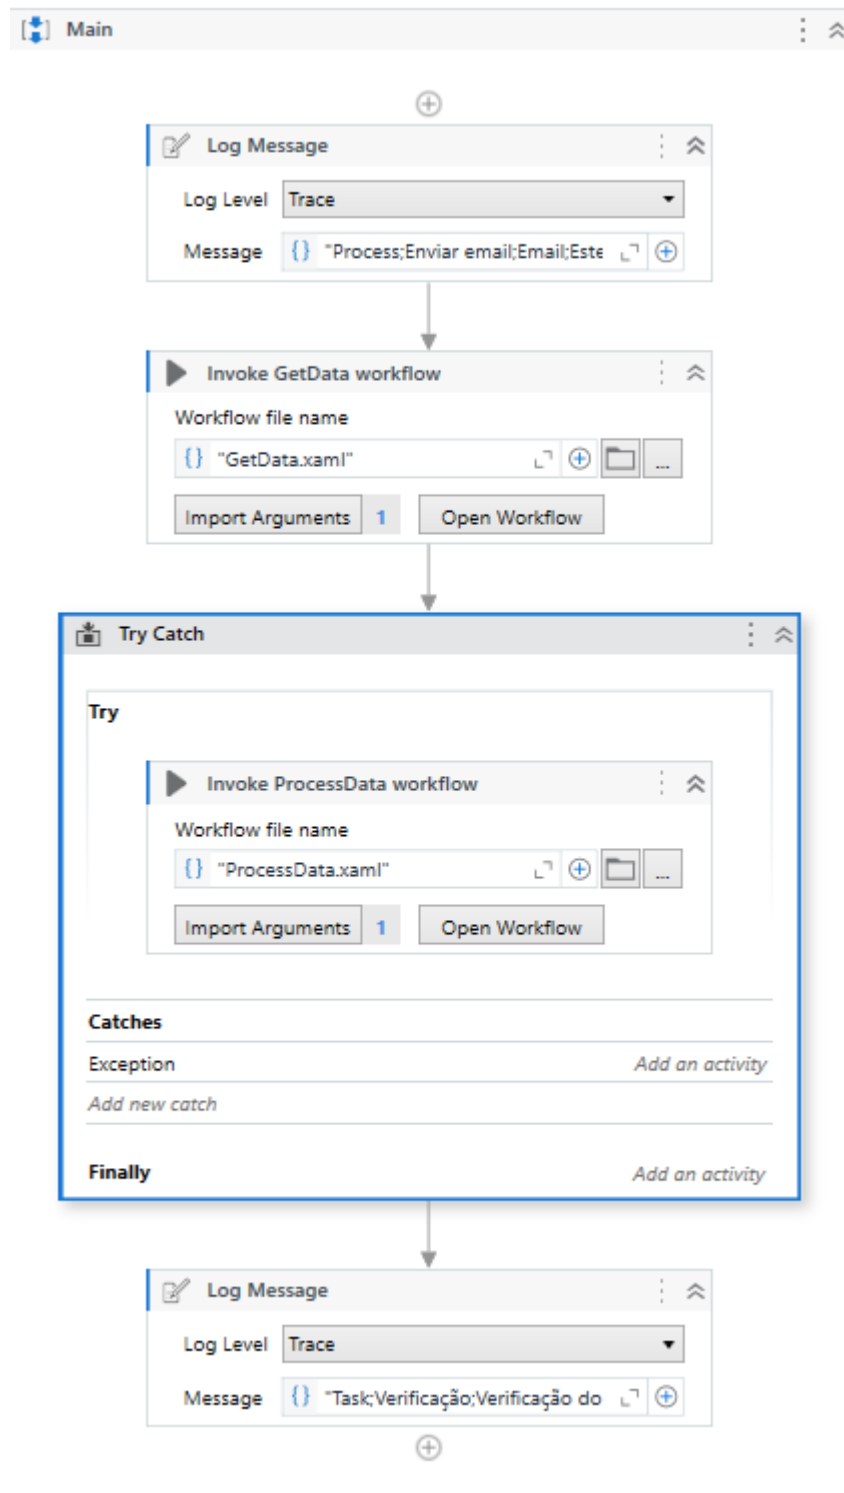 Main
Log Message
Log Level Trace
Message {} "Process;Enviar email;Email;Este
Invoke GetData workflow
Workflow file name
{} "GetData.xaml"
...
Import Arguments 1 Open Workflow
Try Catch
Try
Invoke ProcessData workflow
Workflow file name
{} "ProcessData.xaml"
...
Import Arguments 1 Open Workflow
Catches
Exception Add an activity
Add new catch
Finally Add an activity
Log Message
Log Level Trace
Message {} "Task;Verificação;Verificação do